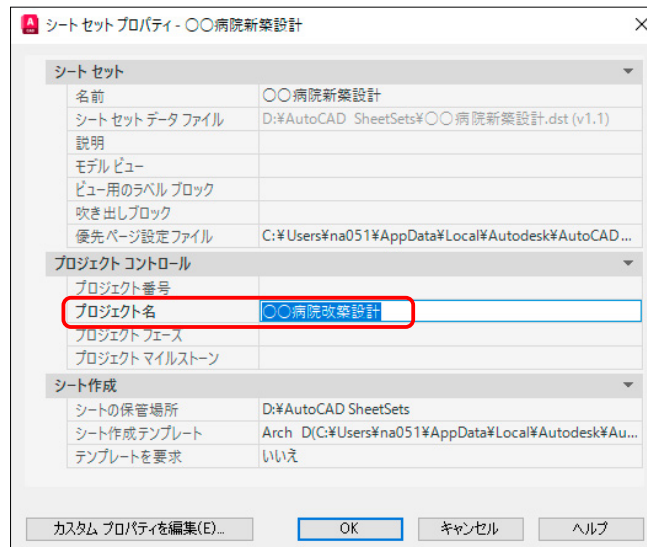 シート セット プロパティ - 〇〇病院新築設計
シート セット
名前 〇〇病院新築設計
シート セット データ ファイル D:¥AutoCAD SheetSets¥〇〇病院新築設計.dst (v1.1)
説明
モデル ビュー
ビュー用のラベル ブロック
吹き出しブロック
優先ページ設定ファイル C:¥Users¥na051¥AppData¥Local¥Autodesk¥AutoCAD ...
プロジェクト コントロール
プロジェクト番号
プロジェクト名 〇〇病院改築設計
プロジェクト フェーズ
プロジェクト マイルストーン
シート作成
シートの保管場所 D:¥AutoCAD SheetSets
シート作成テンプレート Arch D(C:¥Users¥na051¥AppData¥Local¥Autodesk¥Au...
テンプレートを要求 いいえ
カスタム プロパティを編集(E)... OK キャンセル ヘルプ